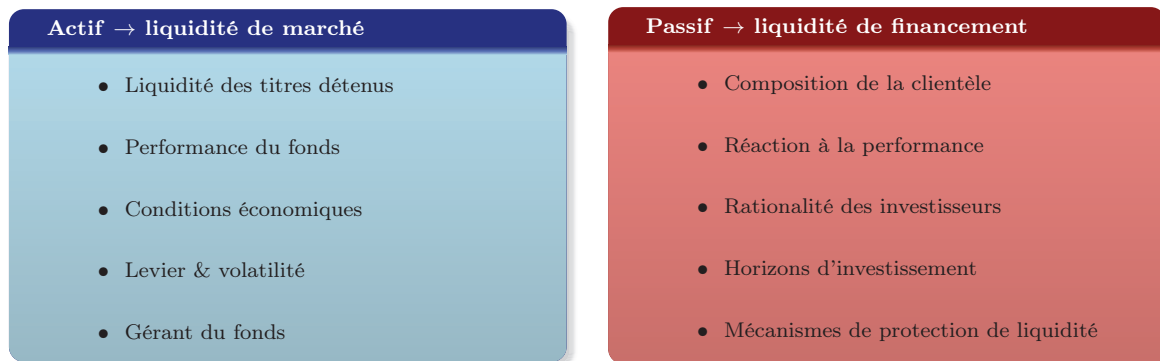 Actif → liquidité de marché
• Liquidité des titres détenus
• Performance du fonds
• Conditions économiques
• Levier & volatilité
• Gérant du fonds
Passif → liquidité de financement
• Composition de la clientèle
• Réaction à la performance
• Rationalité des investisseurs
• Horizons d'investissement
• Mécanismes de protection de liquidité